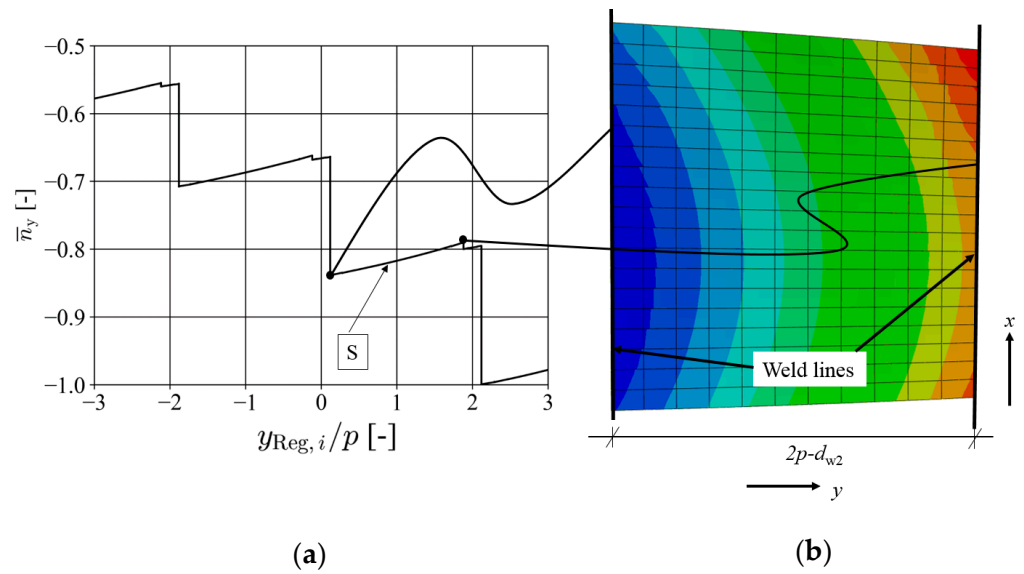 −0.5
−0.6
−0.7
−0.8
−0.9
−1.0
n̅y [-]
−3 −2 −1 0 1 2 3
yReg, i/p [-]
S
Weld lines
x
2p-dw2
y
(a) (b)